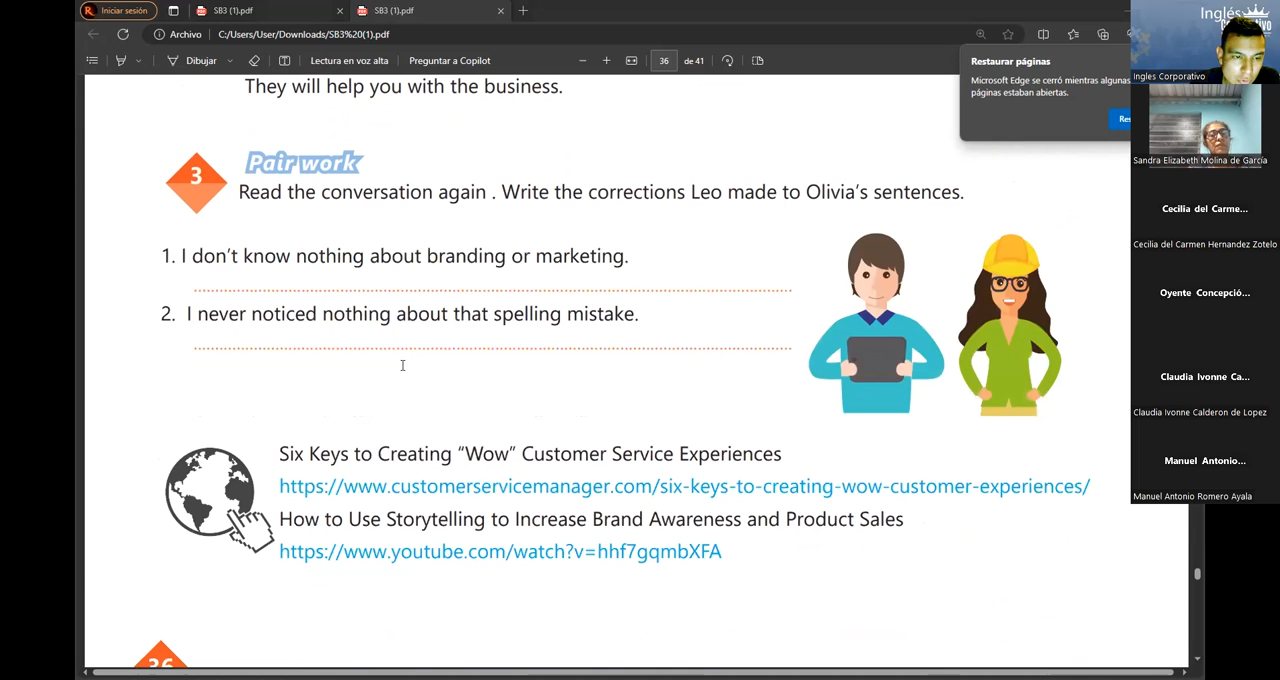 Iniciar sesión
SB3 (1).pdf
SB3 (1).pdf
Archivo
C:/Users/User/Downloads/SB3%20(1).pdf
Dibujar
Lectura en voz alta
Preguntar a Copilot
36
de 41
Restaurar páginas
Microsoft Edge se cerró mientras algunas
páginas estaban abiertas.
Res
They will help you with the business.
3
Pair work
Read the conversation again . Write the corrections Leo made to Olivia's sentences.
1. I don't know nothing about branding or marketing.
2. I never noticed nothing about that spelling mistake.
Six Keys to Creating “Wow” Customer Service Experiences
https://www.customerservicemanager.com/six-keys-to-creating-wow-customer-experiences/
How to Use Storytelling to Increase Brand Awareness and Product Sales
https://www.youtube.com/watch?v=hhf7gqmbXFA
36
Inglés
Ingles Corporativo
Sandra Elizabeth Molina de García
Cecilia del Carme...
Cecilia del Carmen Hernandez Zotelo
Oyente Concepció...
Claudia Ivonne Ca...
Claudia Ivonne Calderon de Lopez
Manuel Antonio...
Manuel Antonio Romero Ayala